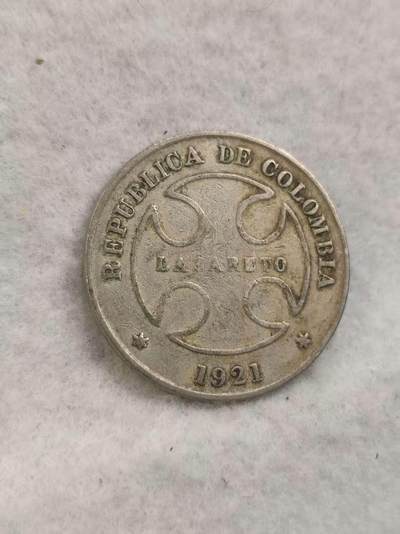 REPUBLICA DE COLOMBIA
LAZARETO
1921